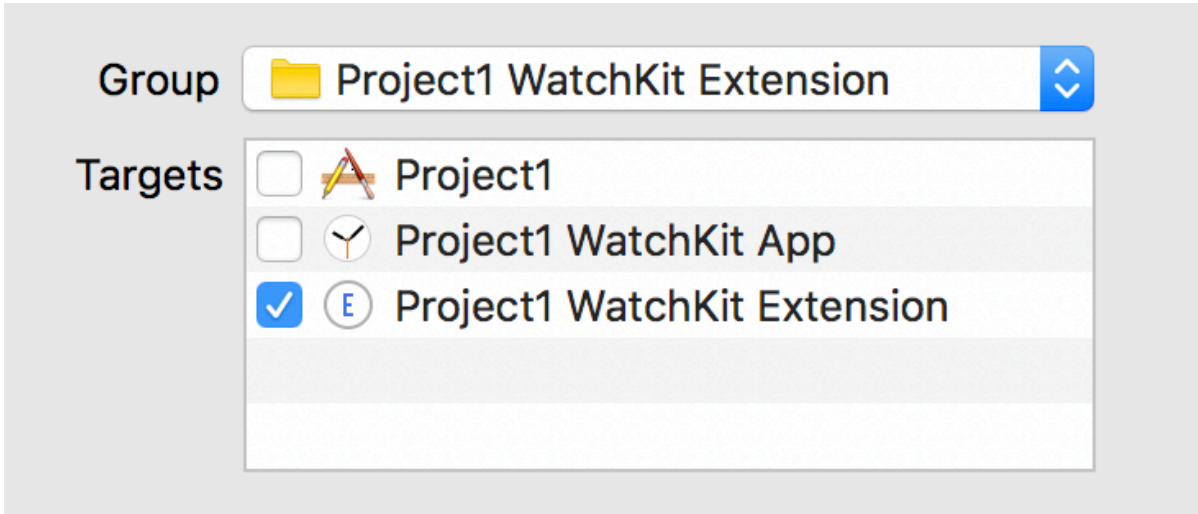 Group Project1 WatchKit Extension
Targets Project1
Project1 WatchKit App
E Project1 WatchKit Extension